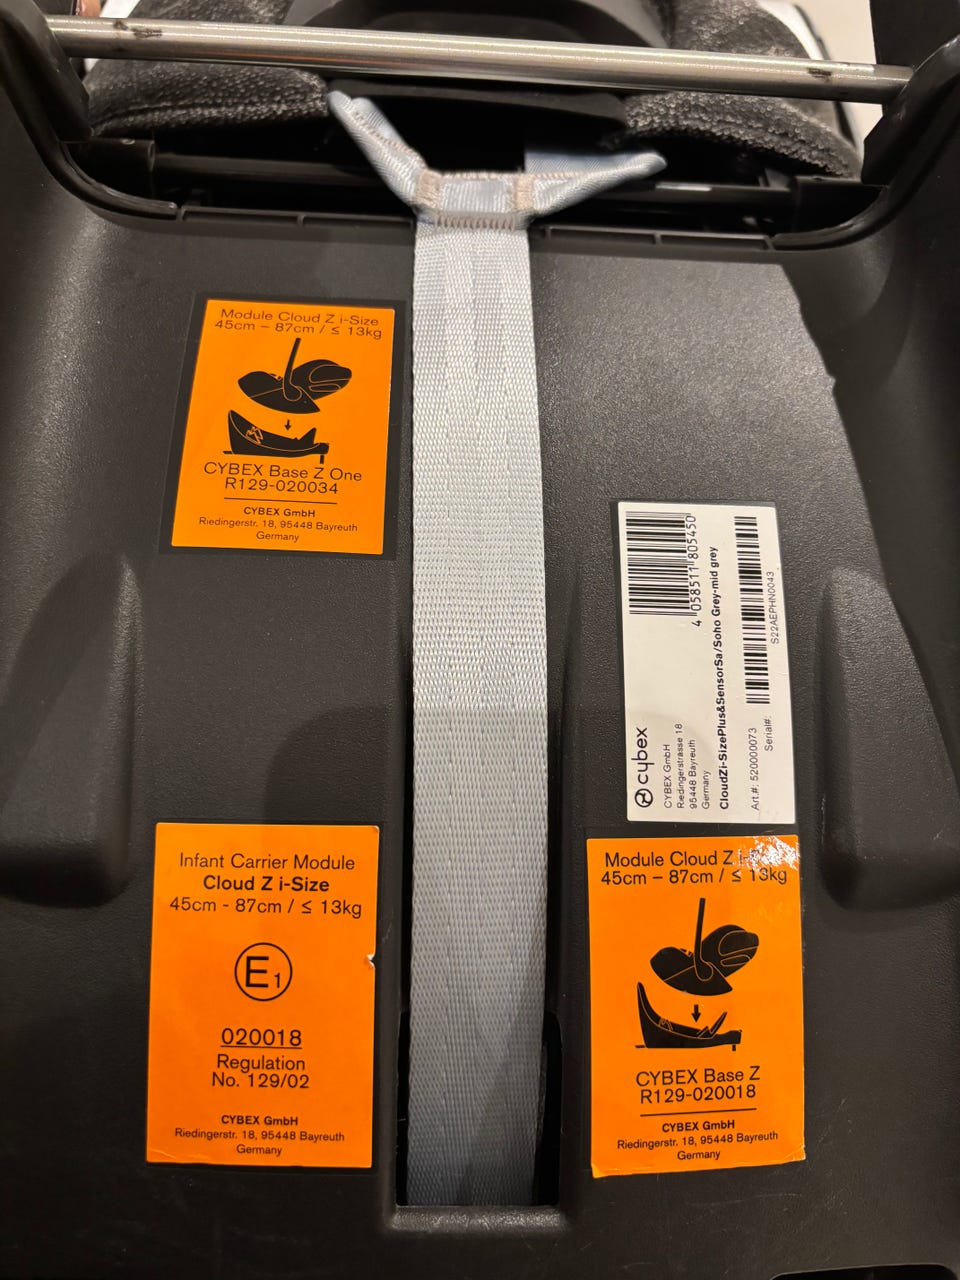 Module Cloud Z i-Size
45cm – 87cm / ≤ 13kg
CYBEX Base Z One
R129-020034
CYBEX GmbH
Riedingerstr. 18, 95448 Bayreuth
Germany
4 058511 805450
cybex
CYBEX GmbH
Riedingerstrasse 18
95448 Bayreuth
Germany
CloudZi-SizePlus&SensorSa/Soho Grey-mid grey
Art.#: 520000073
Serial#:
S22AEPHN0043
Infant Carrier Module
Cloud Z i-Size
45cm - 87cm / ≤ 13kg
E1
020018
Regulation
No. 129/02
CYBEX GmbH
Riedingerstr. 18, 95448 Bayreuth
Germany
Module Cloud Z i-Size
45cm – 87cm / ≤ 13kg
CYBEX Base Z
R129-020018
CYBEX GmbH
Riedingerstr. 18, 95448 Bayreuth
Germany